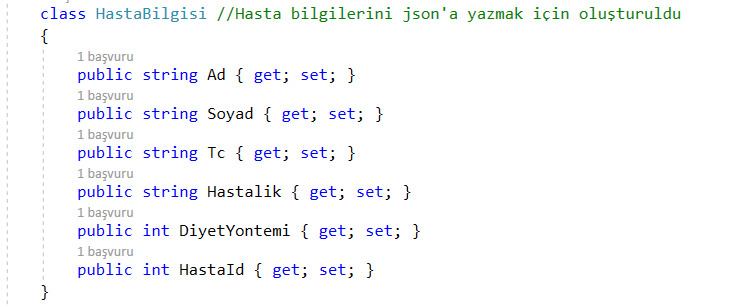 class HastaBilgisi //Hasta bilgilerini json'a yazmak için oluşturuldu
{
1 başvuru
public string Ad { get; set; }
1 başvuru
public string Soyad { get; set; }
1 başvuru
public string Tc { get; set; }
1 başvuru
public string Hastalik { get; set; }
1 başvuru
public int DiyetYontemi { get; set; }
1 başvuru
public int HastaId { get; set; }
}